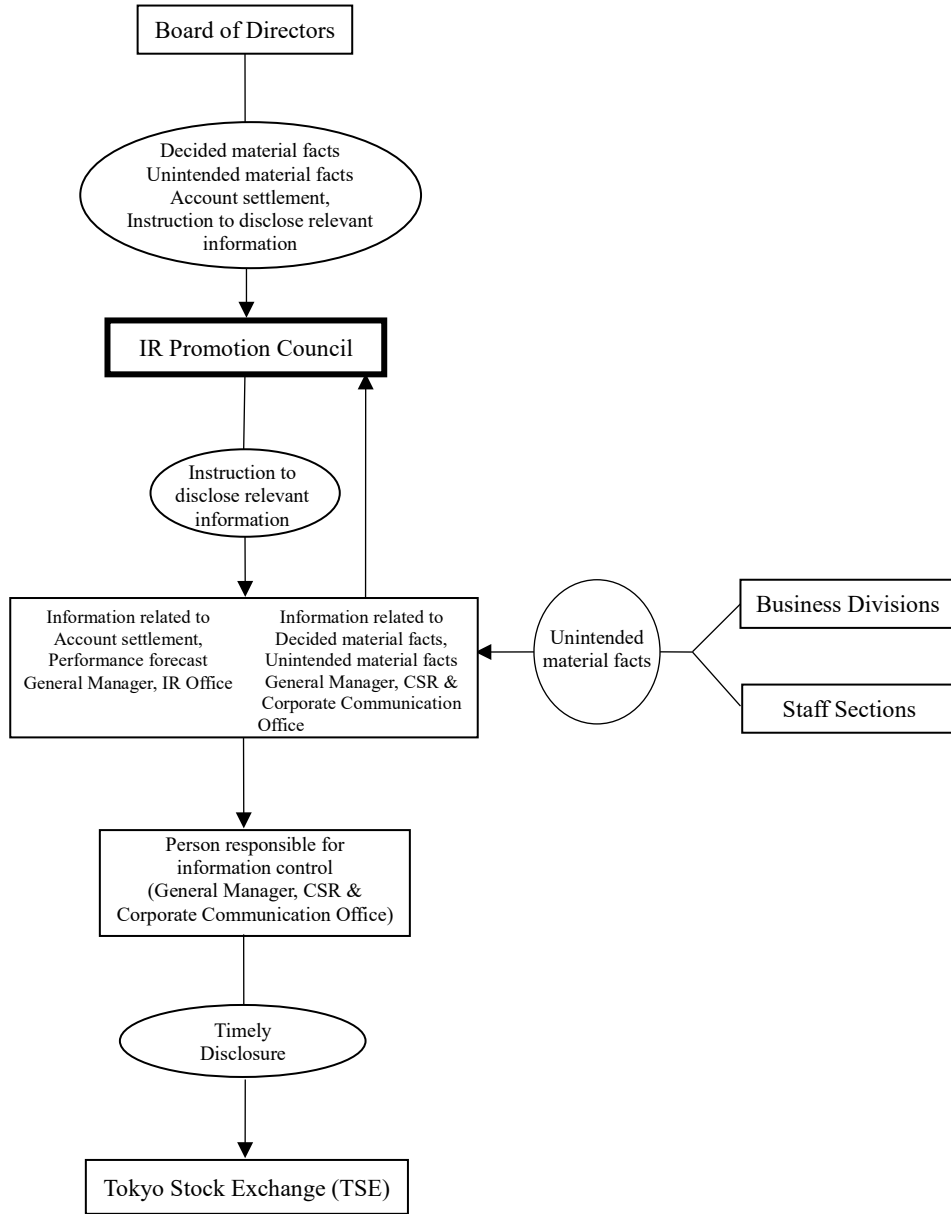 Board of Directors
Decided material facts
Unintended material facts
Account settlement,
Instruction to disclose relevant
information
IR Promotion Council
Instruction to
disclose relevant
information
Information related to
Account settlement,
Performance forecast
General Manager, IR Office
Information related to
Decided material facts,
Unintended material facts
General Manager, CSR &
Corporate Communication
Office
Unintended
material facts
Business Divisions
Staff Sections
Person responsible for
information control
(General Manager, CSR &
Corporate Communication Office)
Timely
Disclosure
Tokyo Stock Exchange (TSE)